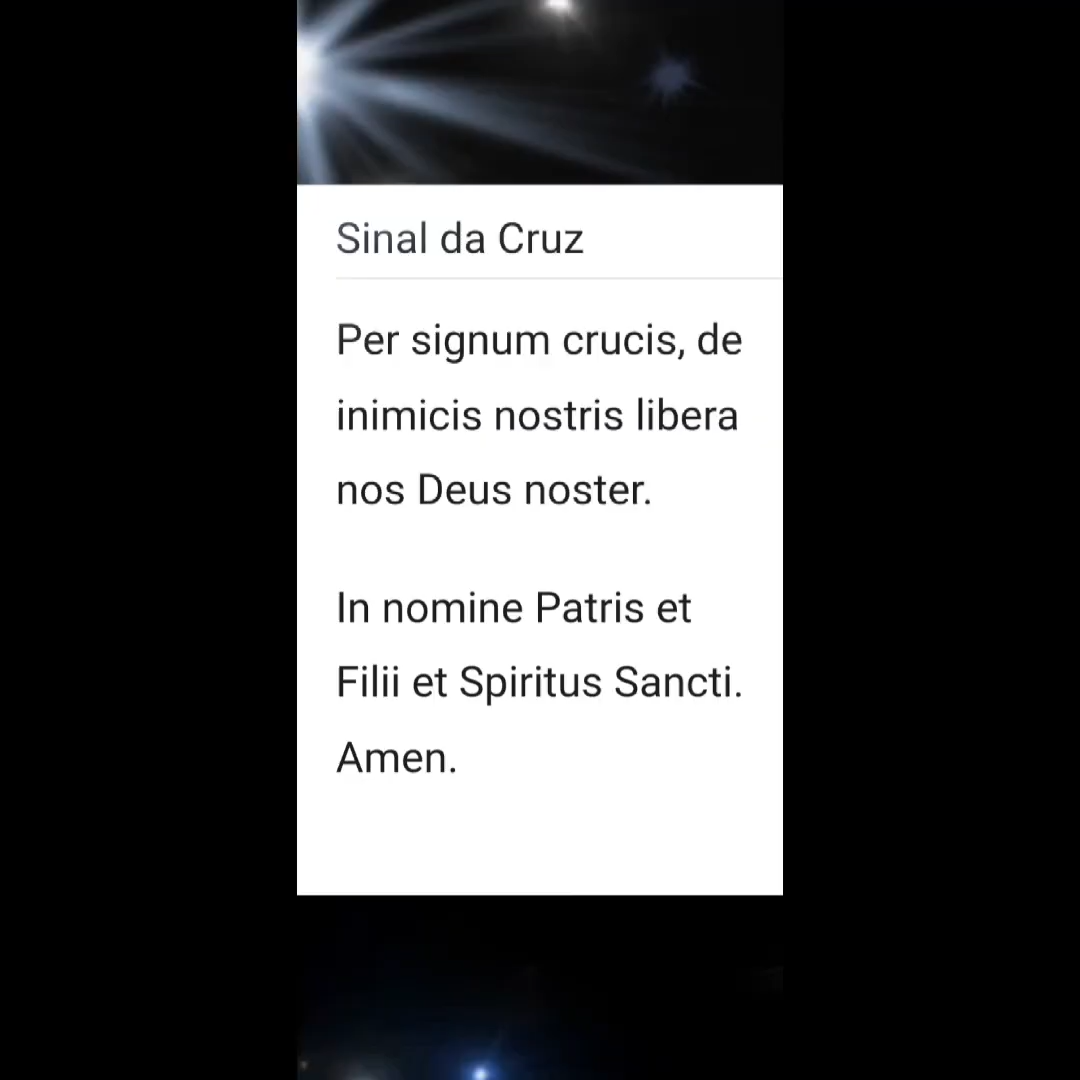 Sinal da Cruz
Per signum crucis, de
inimicis nostris libera
nos Deus noster.
In nomine Patris et
Filii et Spiritus Sancti.
Amen.